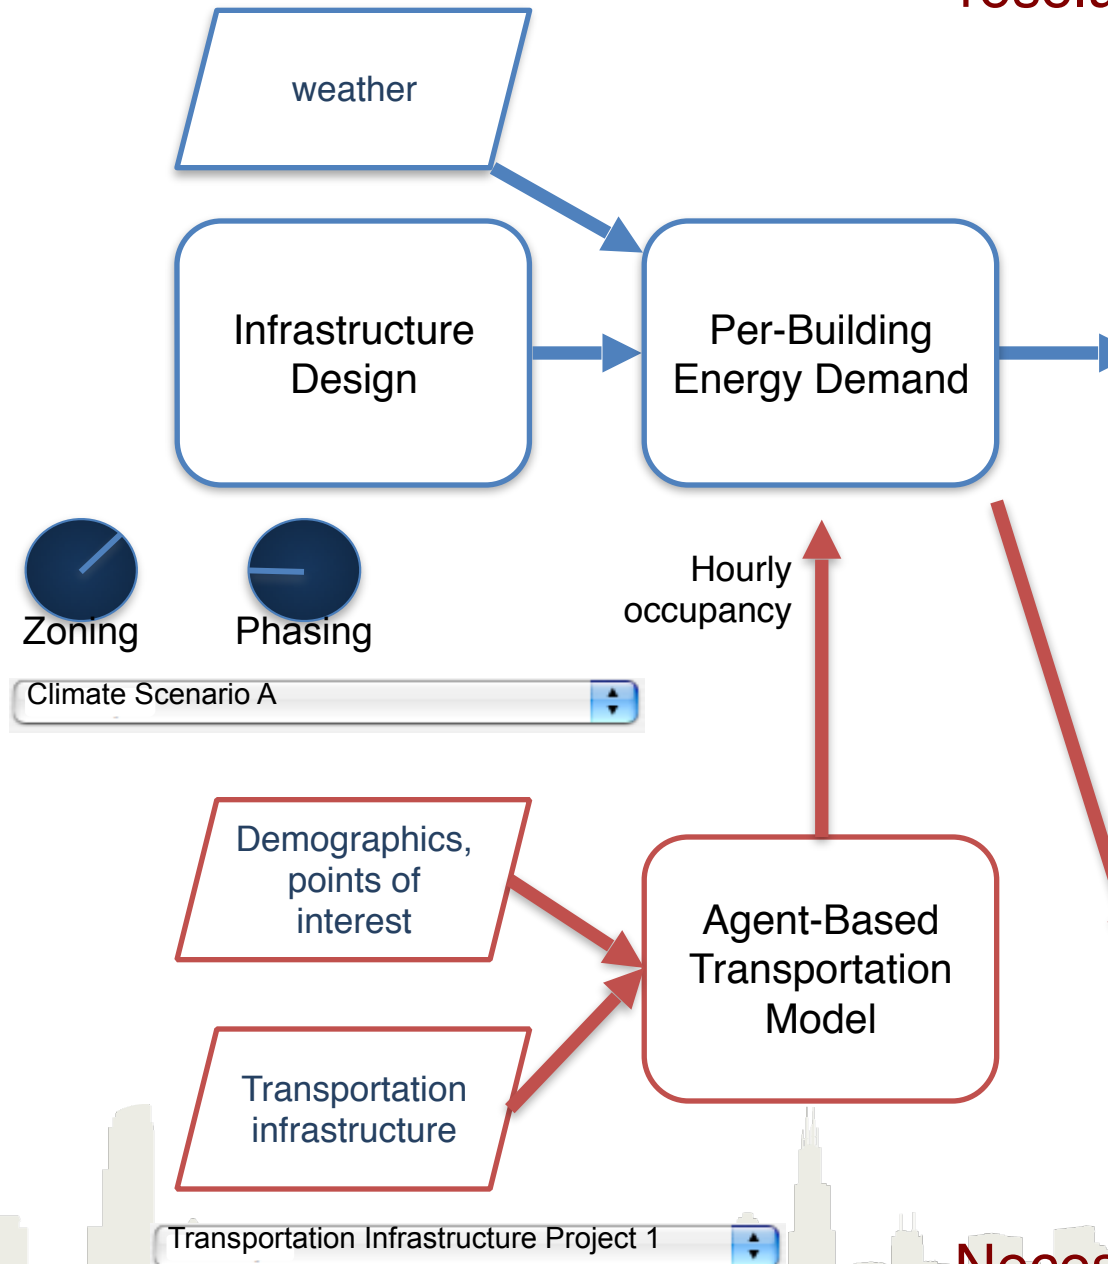 weather
Infrastructure
Design
Per-Building
Energy Demand
Zoning
Phasing
Hourly
occupancy
Climate Scenario A
Demographics,
points of
interest
Agent-Based
Transportation
Model
Transportation
infrastructure
Transportation Infrastructure Project 1